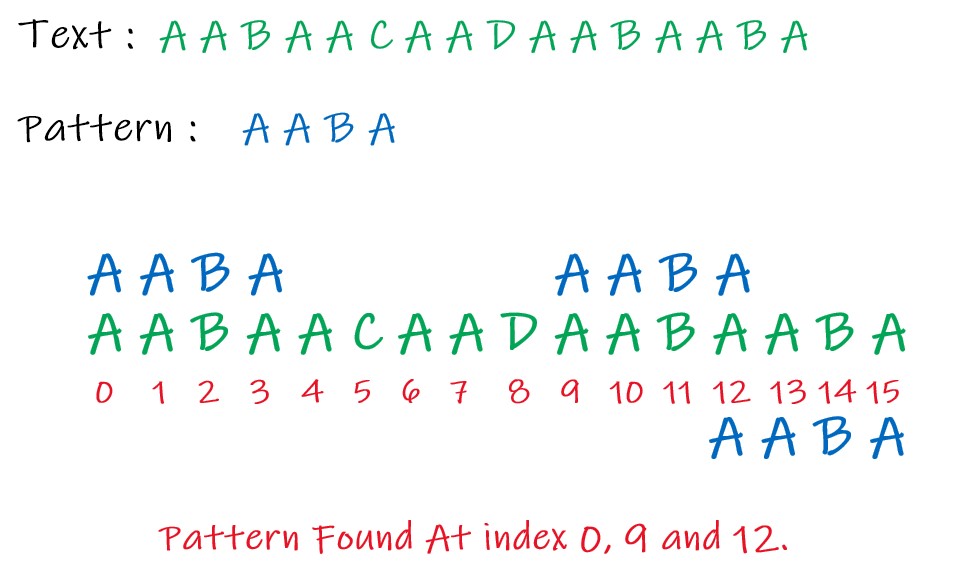 Text : A A B A A C A A D A A B A A B A
Pattern : A A B A
A A B A A A B A
A A B A A C A A D A A B A A B A
0 1 2 3 4 5 6 7 8 9 10 11 12 13 14 15
A A B A
Pattern Found At index 0, 9 and 12.